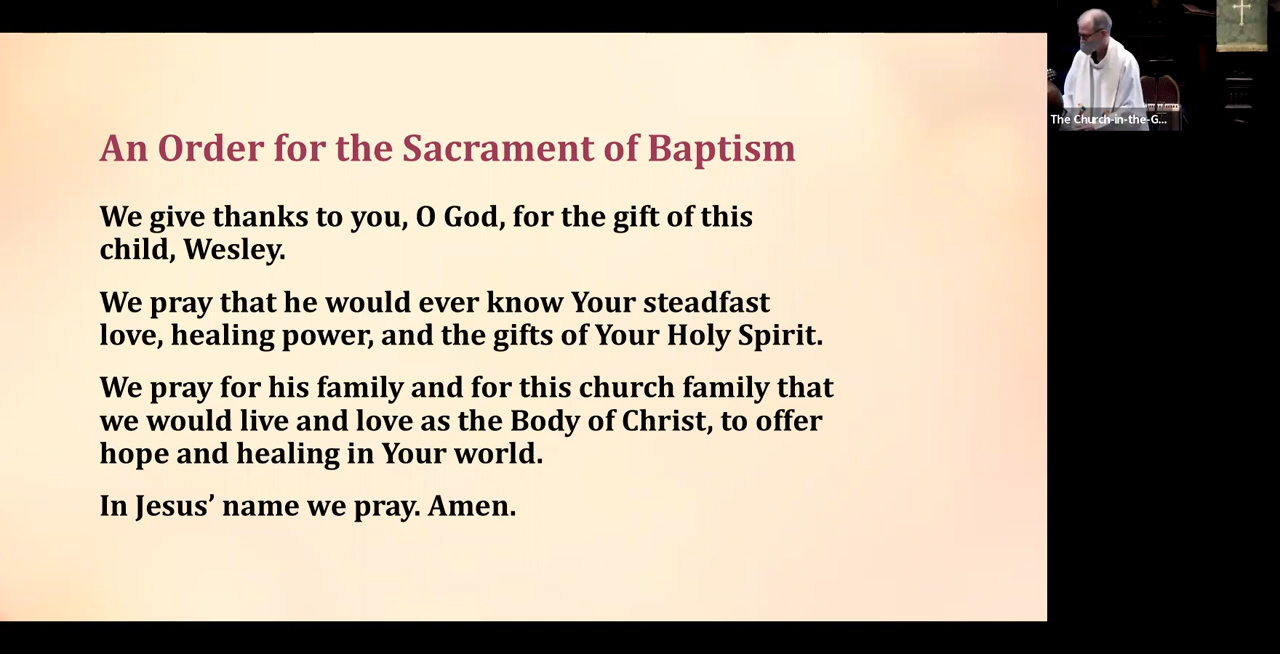 An Order for the Sacrament of Baptism
We give thanks to you, O God, for the gift of this
child, Wesley.
We pray that he would ever know Your steadfast
love, healing power, and the gifts of Your Holy Spirit.
We pray for his family and for this church family that
we would live and love as the Body of Christ, to offer
hope and healing in Your world.
In Jesus’ name we pray. Amen.
The Church-in-the-G...